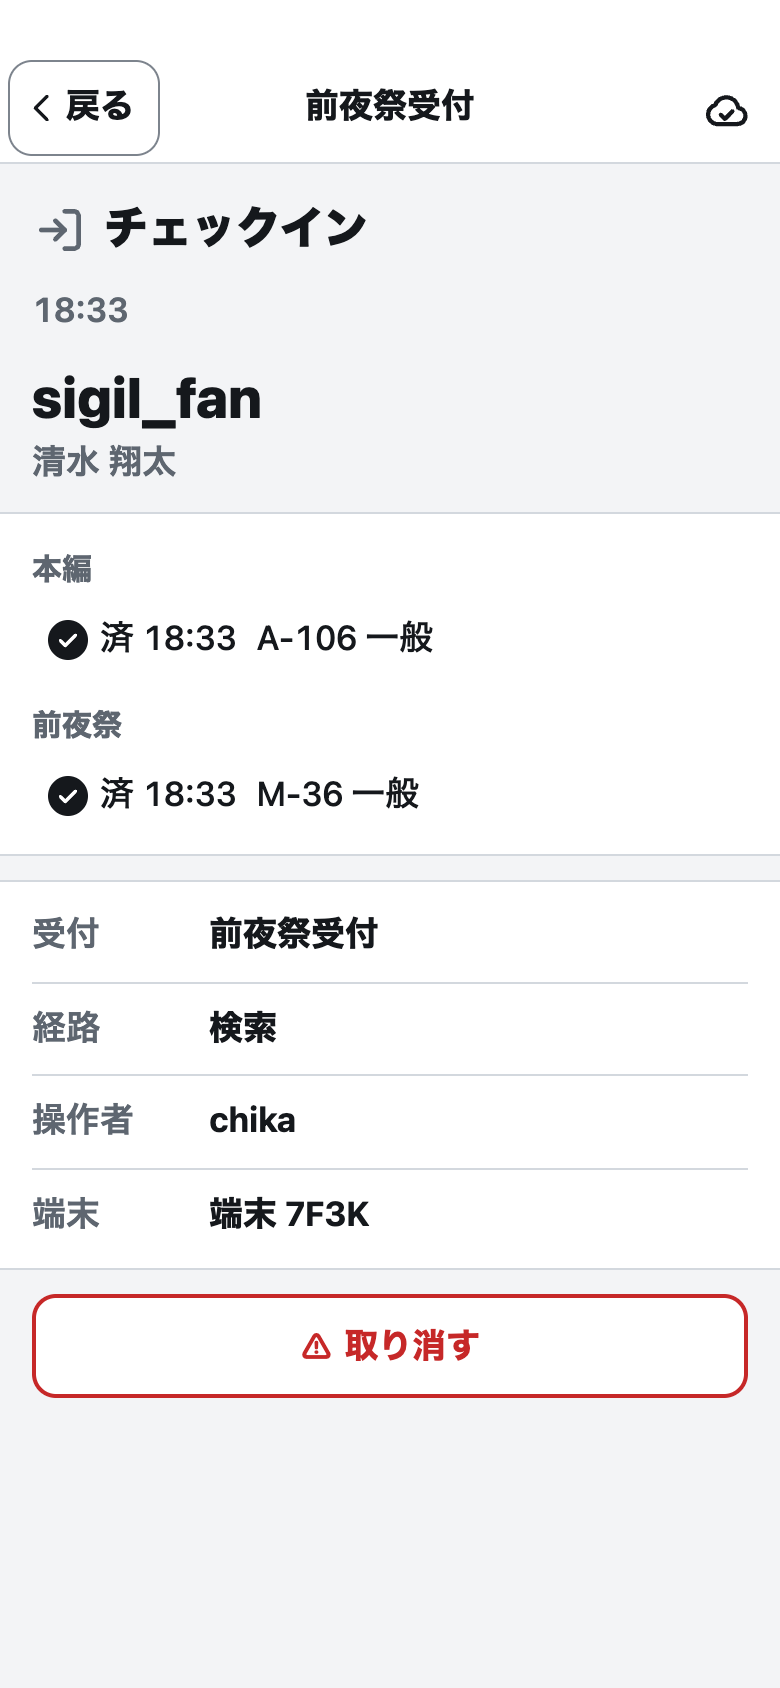 戻る
前夜祭受付
チェックイン
18:33
sigil_fan
清水 翔太
本編
済 18:33 A-106 一般
前夜祭
済 18:33 M-36 一般
受付 前夜祭受付
経路 検索
操作者 chika
端末 端末 7F3K
取り消す